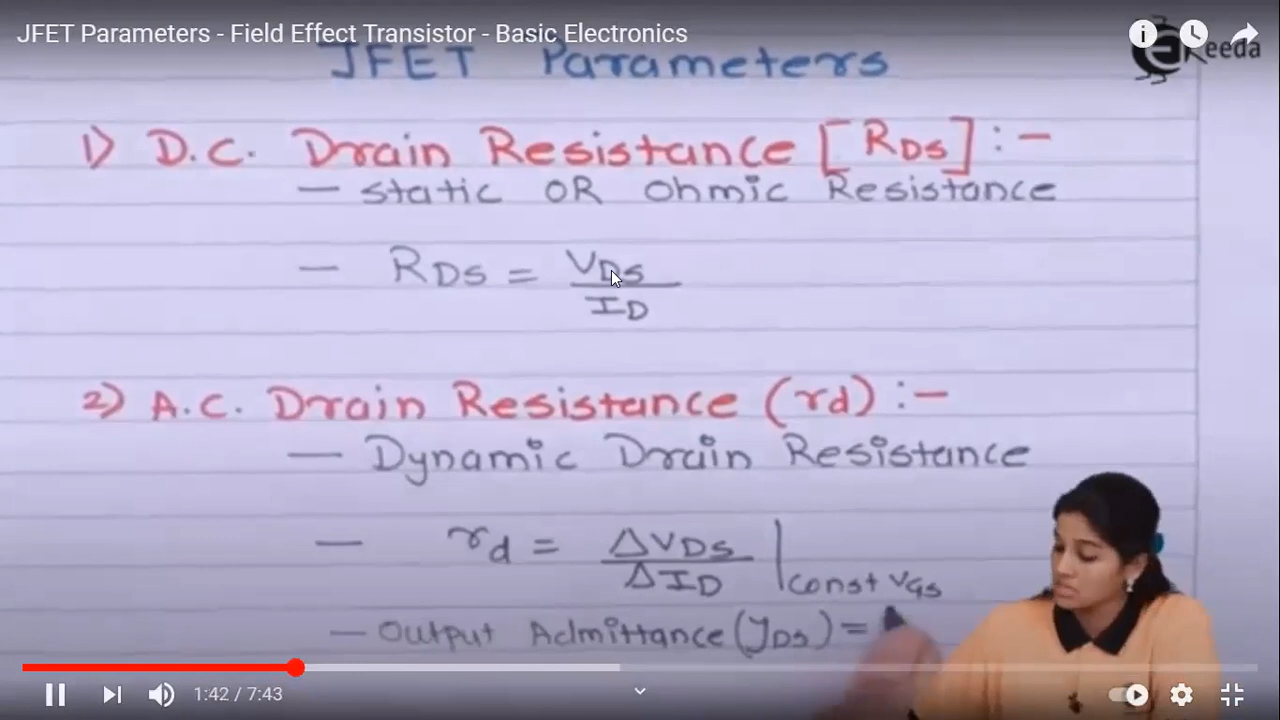 JFET Parameters - Field Effect Transistor - Basic Electronics
eKeeda
JFET Parameters
1) D.C. Drain Resistance [RDS] :-
— static OR Ohmic Resistance
— RDS = VDS / ID
2) A.C. Drain Resistance (rd) :-
— Dynamic Drain Resistance
— rd = ΔVDS / ΔID | const VGS
— Output Admittance (yDS) =
1:42 / 7:43